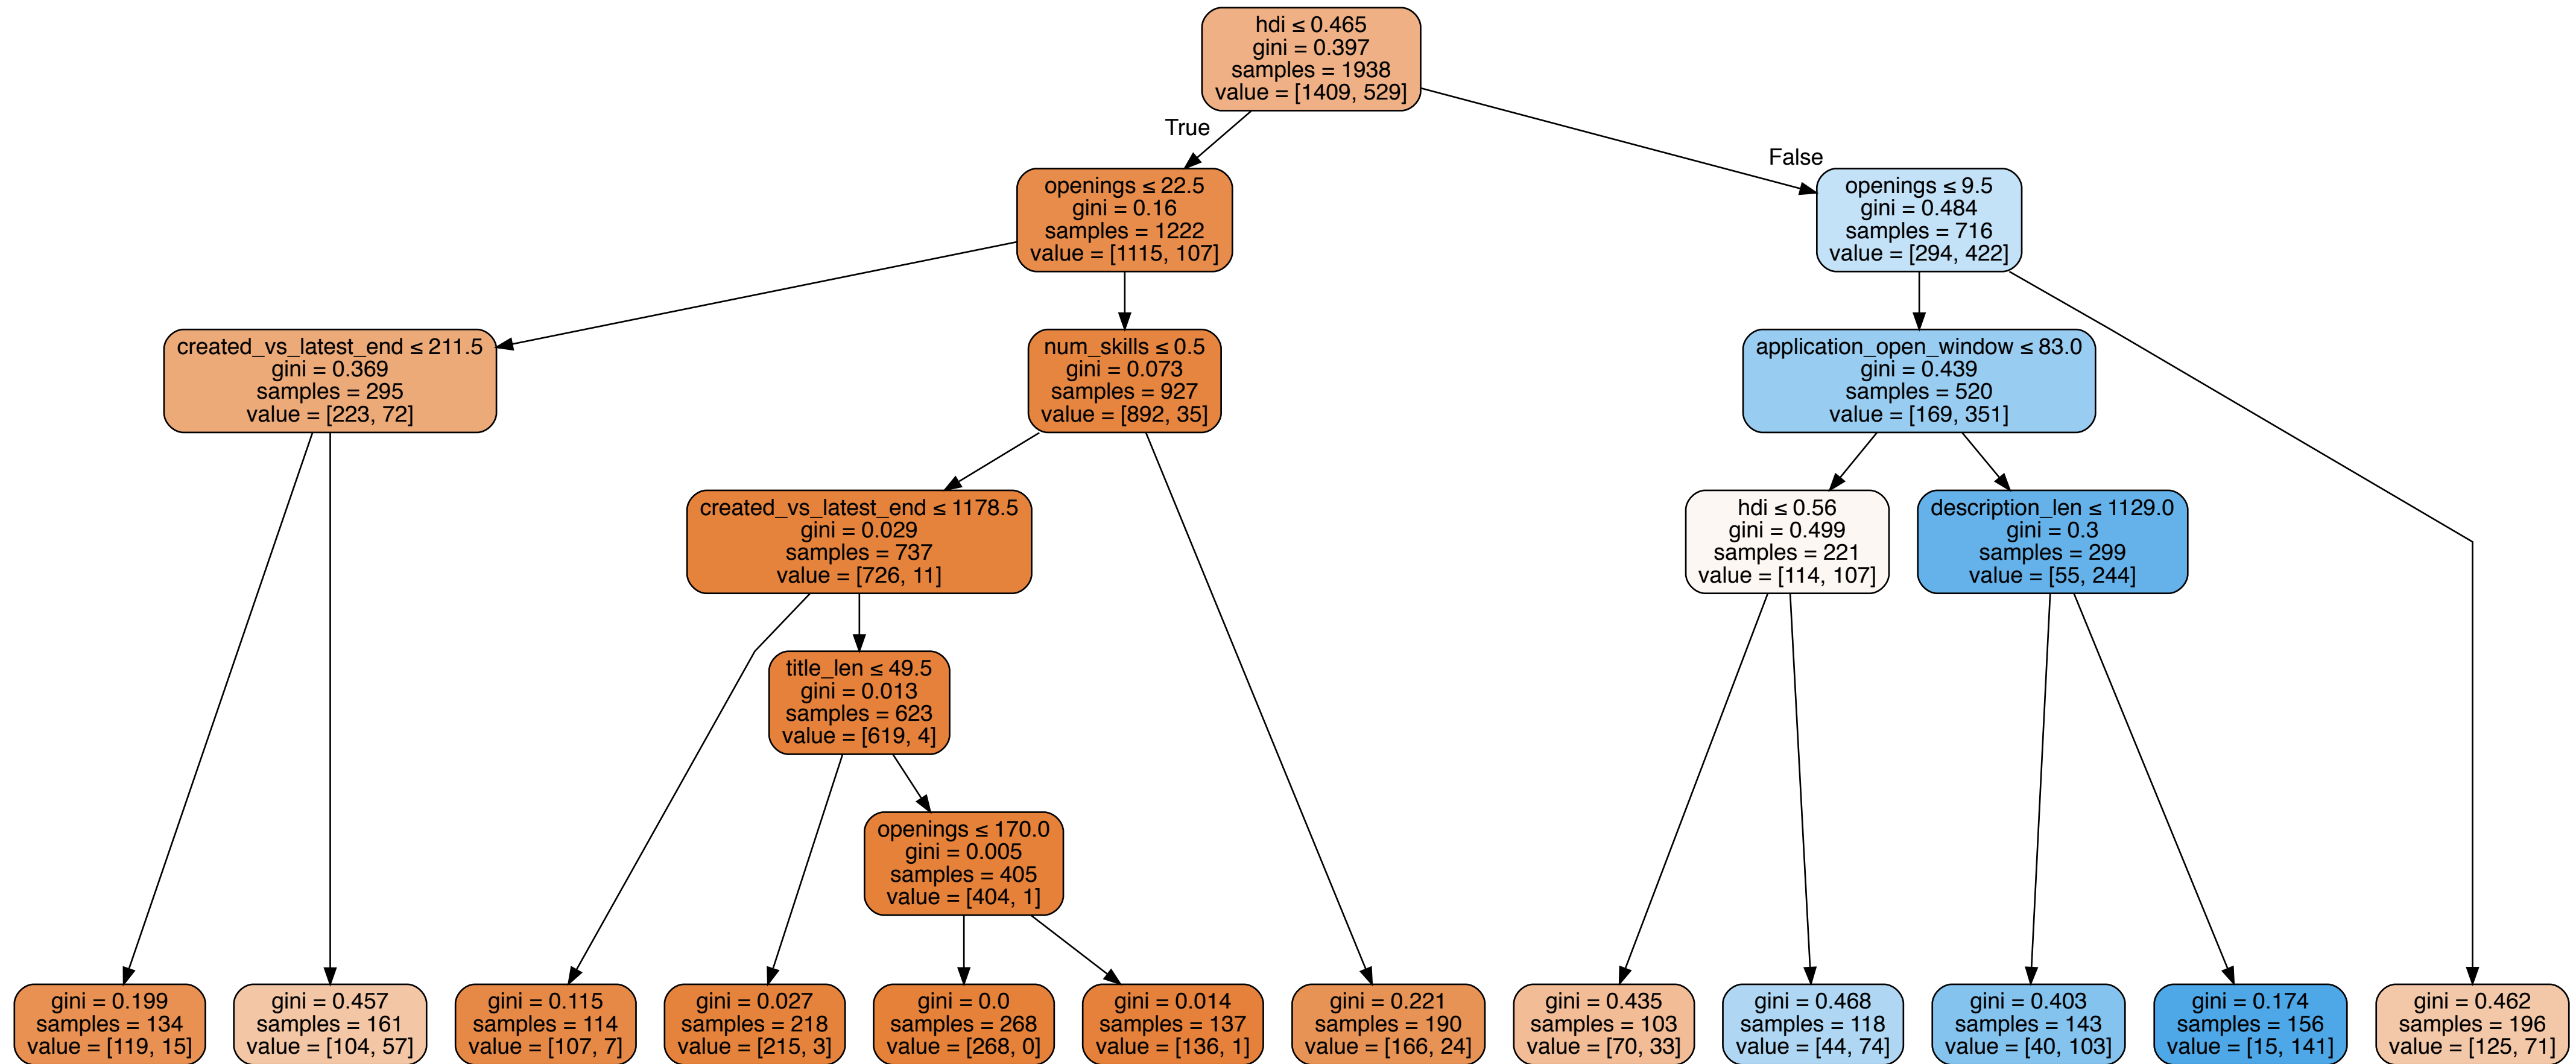 hdi ≤ 0.465
gini = 0.397
samples = 1938
value = [1409, 529]
True
False
openings ≤ 22.5
gini = 0.16
samples = 1222
value = [1115, 107]
openings ≤ 9.5
gini = 0.484
samples = 716
value = [294, 422]
created_vs_latest_end ≤ 211.5
gini = 0.369
samples = 295
value = [223, 72]
num_skills ≤ 0.5
gini = 0.073
samples = 927
value = [892, 35]
application_open_window ≤ 83.0
gini = 0.439
samples = 520
value = [169, 351]
created_vs_latest_end ≤ 1178.5
gini = 0.029
samples = 737
value = [726, 11]
hdi ≤ 0.56
gini = 0.499
samples = 221
value = [114, 107]
description_len ≤ 1129.0
gini = 0.3
samples = 299
value = [55, 244]
title_len ≤ 49.5
gini = 0.013
samples = 623
value = [619, 4]
openings ≤ 170.0
gini = 0.005
samples = 405
value = [404, 1]
gini = 0.199
samples = 134
value = [119, 15]
gini = 0.457
samples = 161
value = [104, 57]
gini = 0.115
samples = 114
value = [107, 7]
gini = 0.027
samples = 218
value = [215, 3]
gini = 0.0
samples = 268
value = [268, 0]
gini = 0.014
samples = 137
value = [136, 1]
gini = 0.221
samples = 190
value = [166, 24]
gini = 0.435
samples = 103
value = [70, 33]
gini = 0.468
samples = 118
value = [44, 74]
gini = 0.403
samples = 143
value = [40, 103]
gini = 0.174
samples = 156
value = [15, 141]
gini = 0.462
samples = 196
value = [125, 71]